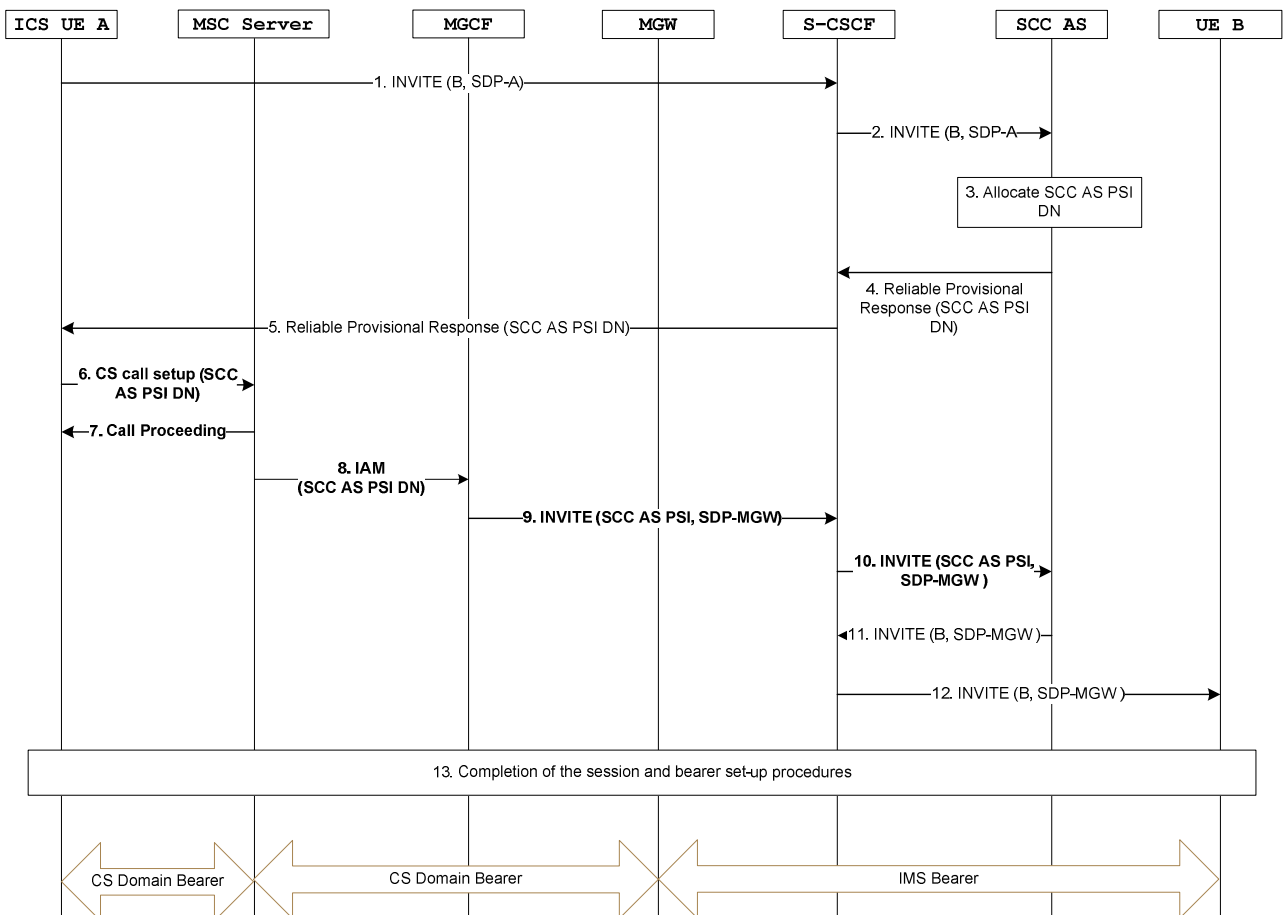 ICS UE A
MSC Server
MGCF
MGW
S-CSCF
SCC AS
UE B
1. INVITE (B, SDP-A)
2. INVITE (B, SDP-A
3. Allocate SCC AS PSI
DN
4. Reliable Provisional
Response (SCC AS PSI
DN)
5. Reliable Provisional Response (SCC AS PSI DN)
6. CS call setup (SCC
AS PSI DN)
7. Call Proceeding
8. IAM
(SCC AS PSI DN)
9. INVITE (SCC AS PSI, SDP-MGW)
10. INVITE (SCC AS PSI,
SDP-MGW )
11. INVITE (B, SDP-MGW )
12. INVITE (B, SDP-MGW )
13. Completion of the session and bearer set-up procedures
CS Domain Bearer
CS Domain Bearer
IMS Bearer